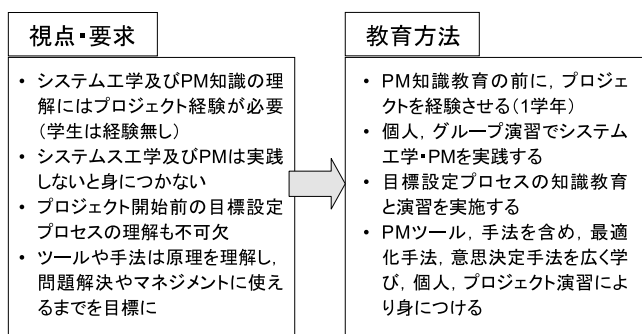 視点・要求
・ システム工学及びPM知識の理
解にはプロジェクト経験が必要
（学生は経験無し）
・ システムス工学及びPMは実践
しないと身につかない
・ プロジェクト開始前の目標設定
プロセスの理解も不可欠
・ ツールや手法は原理を理解し，
問題解決やマネジメントに使え
るまでを目標に
教育方法
・ PM知識教育の前に，プロジェ
クトを経験させる（1学年）
・ 個人，グループ演習でシステム
工学・PMを実践する
・ 目標設定プロセスの知識教育
と演習を実施する
・ PMツール，手法を含め，最適
化手法，意思決定手法を広く学
び，個人，プロジェクト演習によ
り身につける